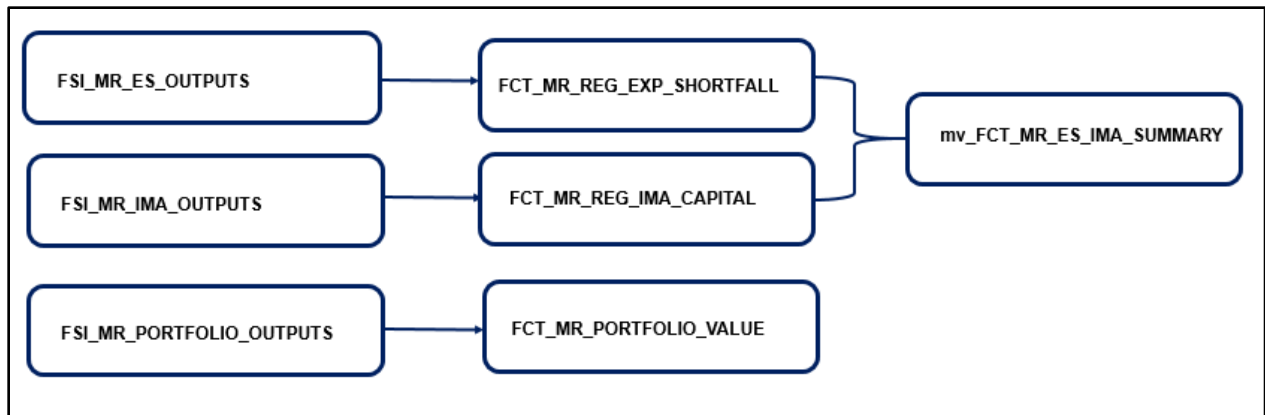 FSI_MR_ES_OUTPUTS
FCT_MR_REG_EXP_SHORTFALL
mv_FCT_MR_ES_IMA_SUMMARY
FSI_MR_IMA_OUTPUTS
FCT_MR_REG_IMA_CAPITAL
FSI_MR_PORTFOLIO_OUTPUTS
FCT_MR_PORTFOLIO_VALUE